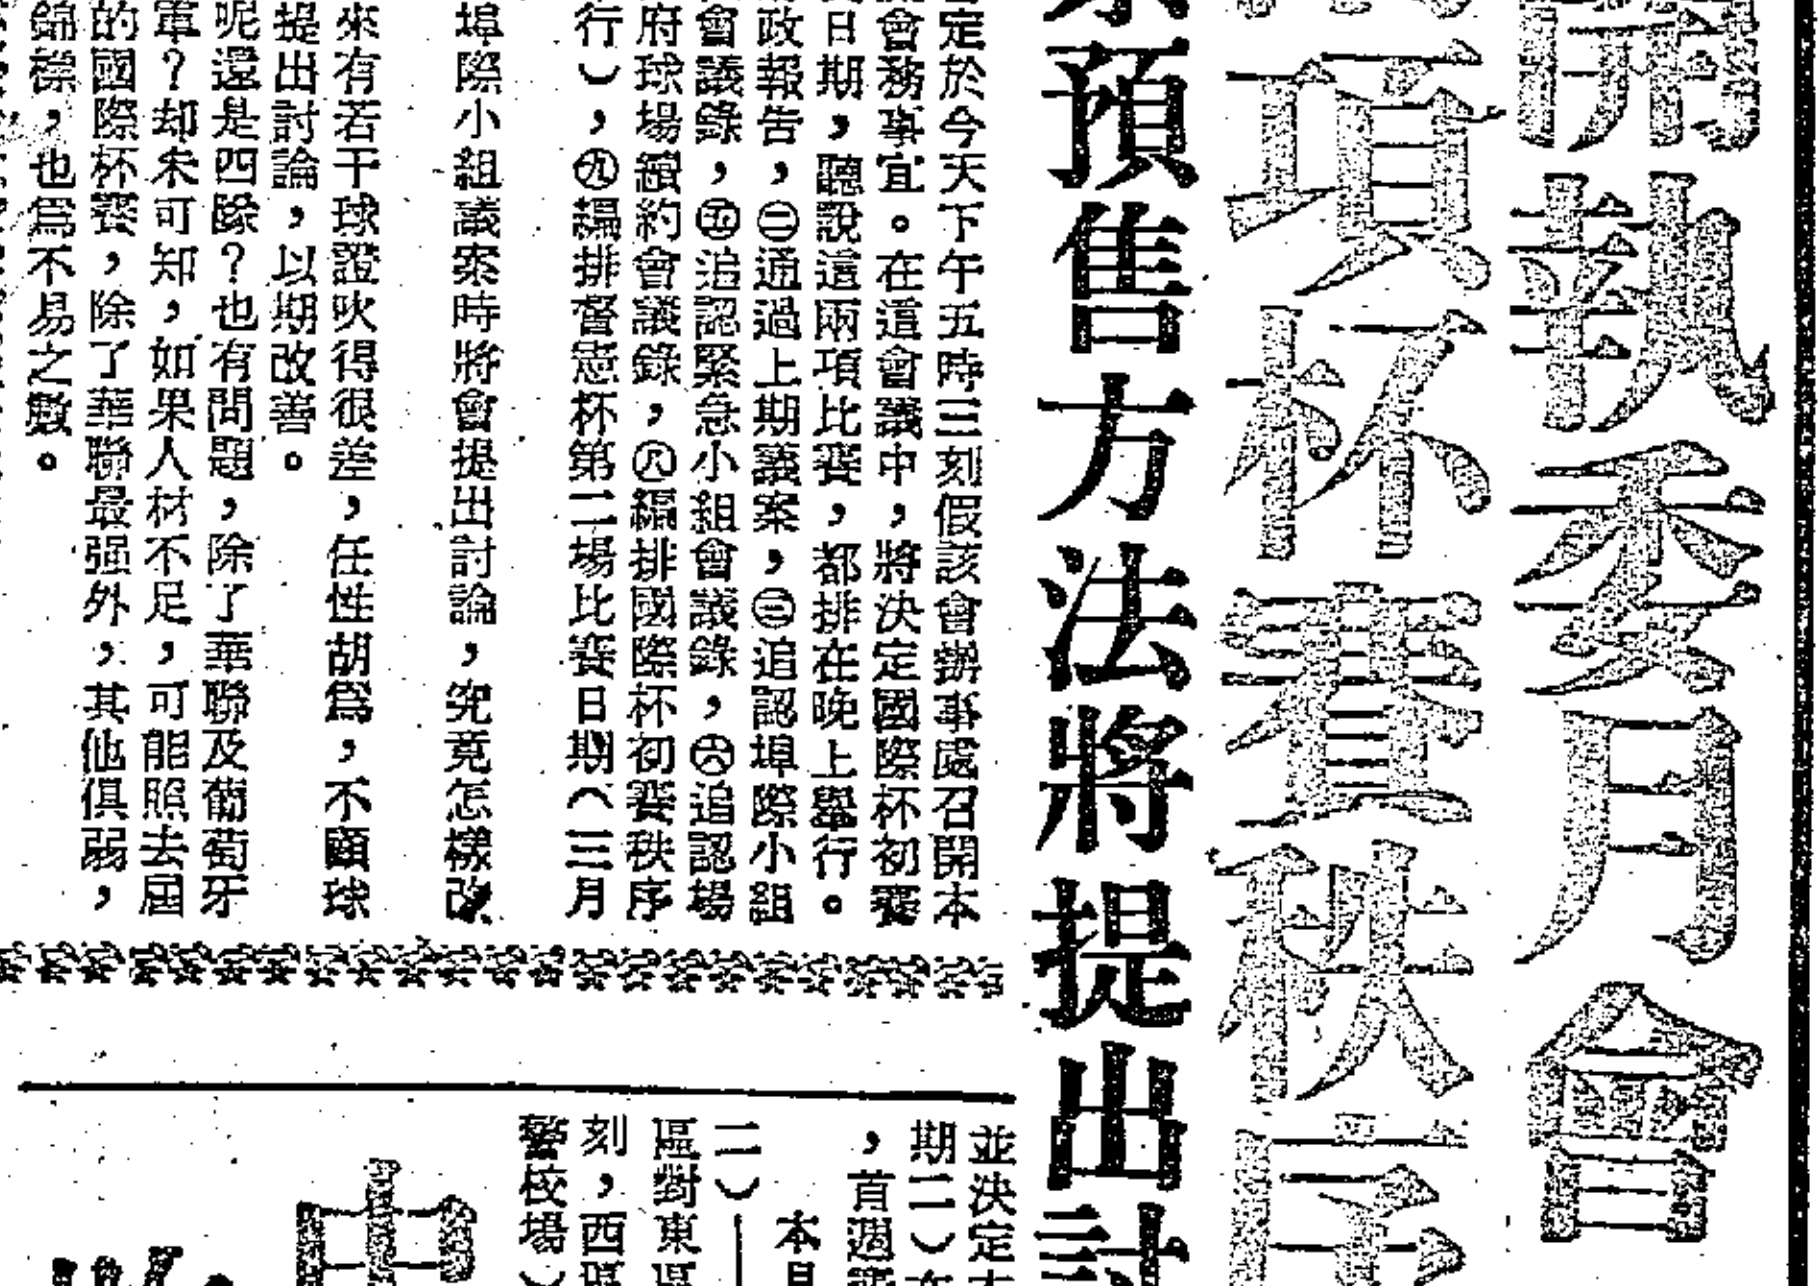 開執委月會
項杯賽秩序
預售方法將提出討
定於今天下午五時三刻假該會辦事處召開本
會務事宜。在這會議中,將決定國際杯初賽
日期,聽說這兩項比賽,都排在晚上舉行。
政報告,㊁通過上期議案,㊂追認埠際小組
會議錄,㊄追認緊急小組會議錄,㊅追認場
府球場續約會議錄,㊇編排國際杯初賽秩序
行),㊈編排督憲杯第二場比賽日期(三月
埠際小組議案時將會提出討論,究竟怎樣改
來有若干球證吹得很差,任性胡爲,不顧球
提出討論,以期改善。
呢還是四隊?也有問題,除了華聯及葡萄牙
軍?却未可知,如果人材不足,可能照去屆
的國際杯賽,除了華聯最强外,其他俱弱,
錦標,也爲不易之數。
並決定
期二)
,首週賽
本月
二)—
區對東區
刻,西區
警校場)
中